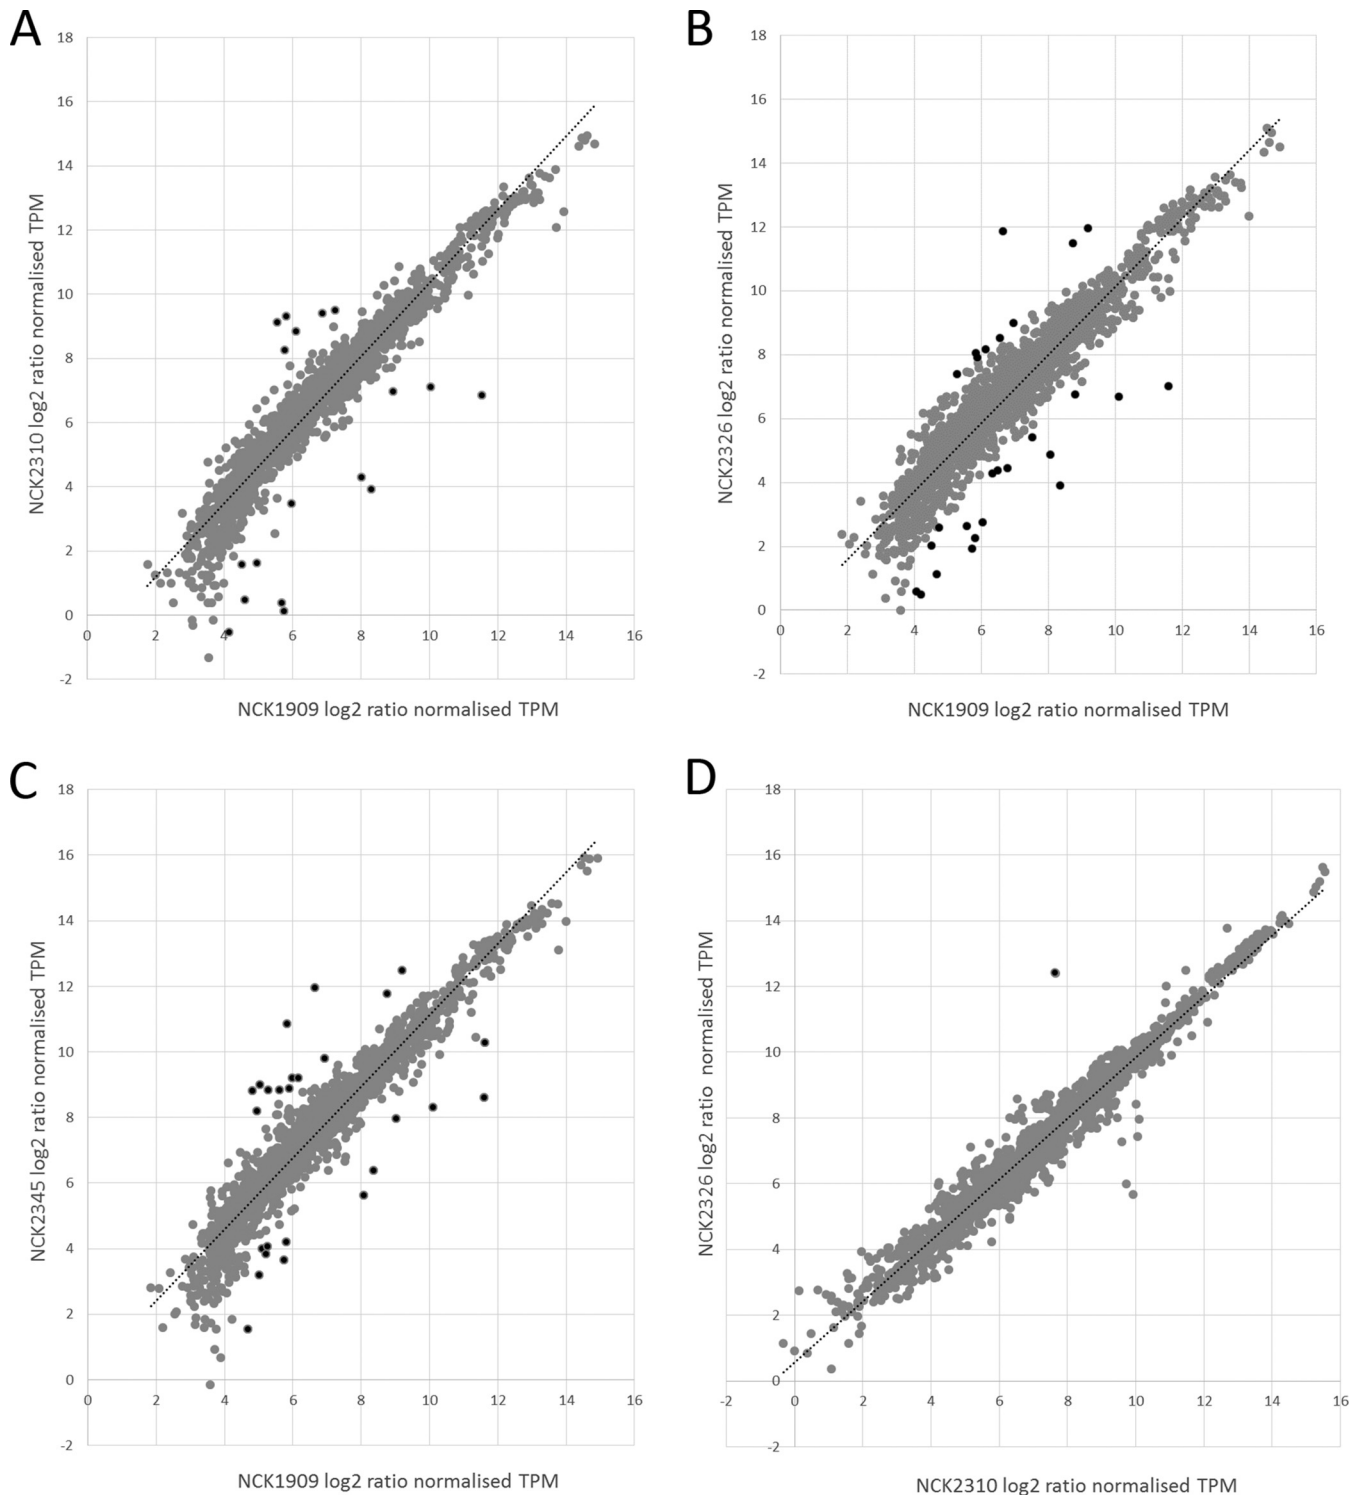 A
18
16
14
12
10
8
6
4
2
0
-2
0 2 4 6 8 10 12 14 16
NCK2310 log2 ratio normalised TPM
NCK1909 log2 ratio normalised TPM
B
18
16
14
12
10
8
6
4
2
0
-2
0 2 4 6 8 10 12 14 16
NCK2326 log2 ratio normalised TPM
NCK1909 log2 ratio normalised TPM
C
18
16
14
12
10
8
6
4
2
0
-2
0 2 4 6 8 10 12 14 16
NCK2345 log2 ratio normalised TPM
NCK1909 log2 ratio normalised TPM
D
18
16
14
12
10
8
6
4
2
0
-2
-2 0 2 4 6 8 10 12 14 16
NCK2326 log2 ratio normalised TPM
NCK2310 log2 ratio normalised TPM